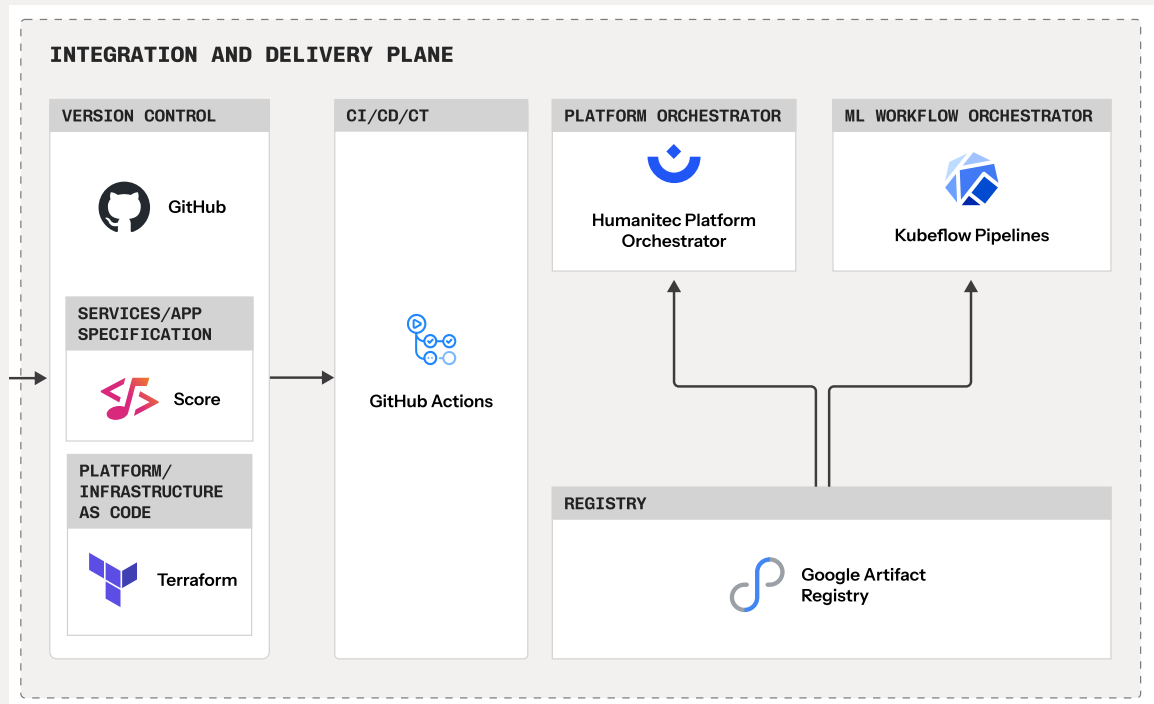 INTEGRATION AND DELIVERY PLANE
VERSION CONTROL
GitHub
SERVICES/APP
SPECIFICATION
Score
PLATFORM/
INFRASTRUCTURE
AS CODE
Terraform
CI/CD/CT
GitHub Actions
PLATFORM ORCHESTRATOR
Humanitec Platform
Orchestrator
ML WORKFLOW ORCHESTRATOR
Kubeflow Pipelines
REGISTRY
Google Artifact
Registry